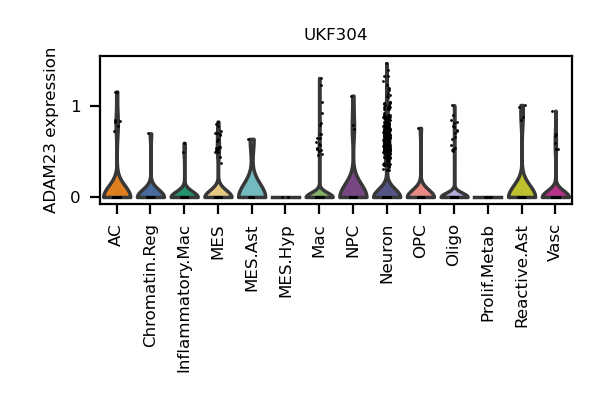 UKF304
ADAM23 expression
1
0
AC
Chromatin.Reg
Inflammatory.Mac
MES
MES.Ast
MES.Hyp
Mac
NPC
Neuron
OPC
Oligo
Prolif.Metab
Reactive.Ast
Vasc